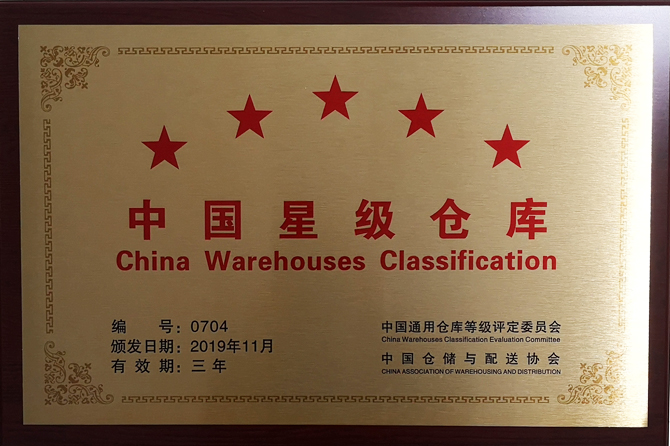 中国星级仓库
China Warehouses Classification
编 号：0704
颁发日期：2019年11月
有 效 期：三 年
中国通用仓库等级评定委员会
China Warehouses Classification Evaluation Committee
中国仓储与配送协会
CHINA ASSOCIATION OF WAREHOUSING AND DISTRIBUTION